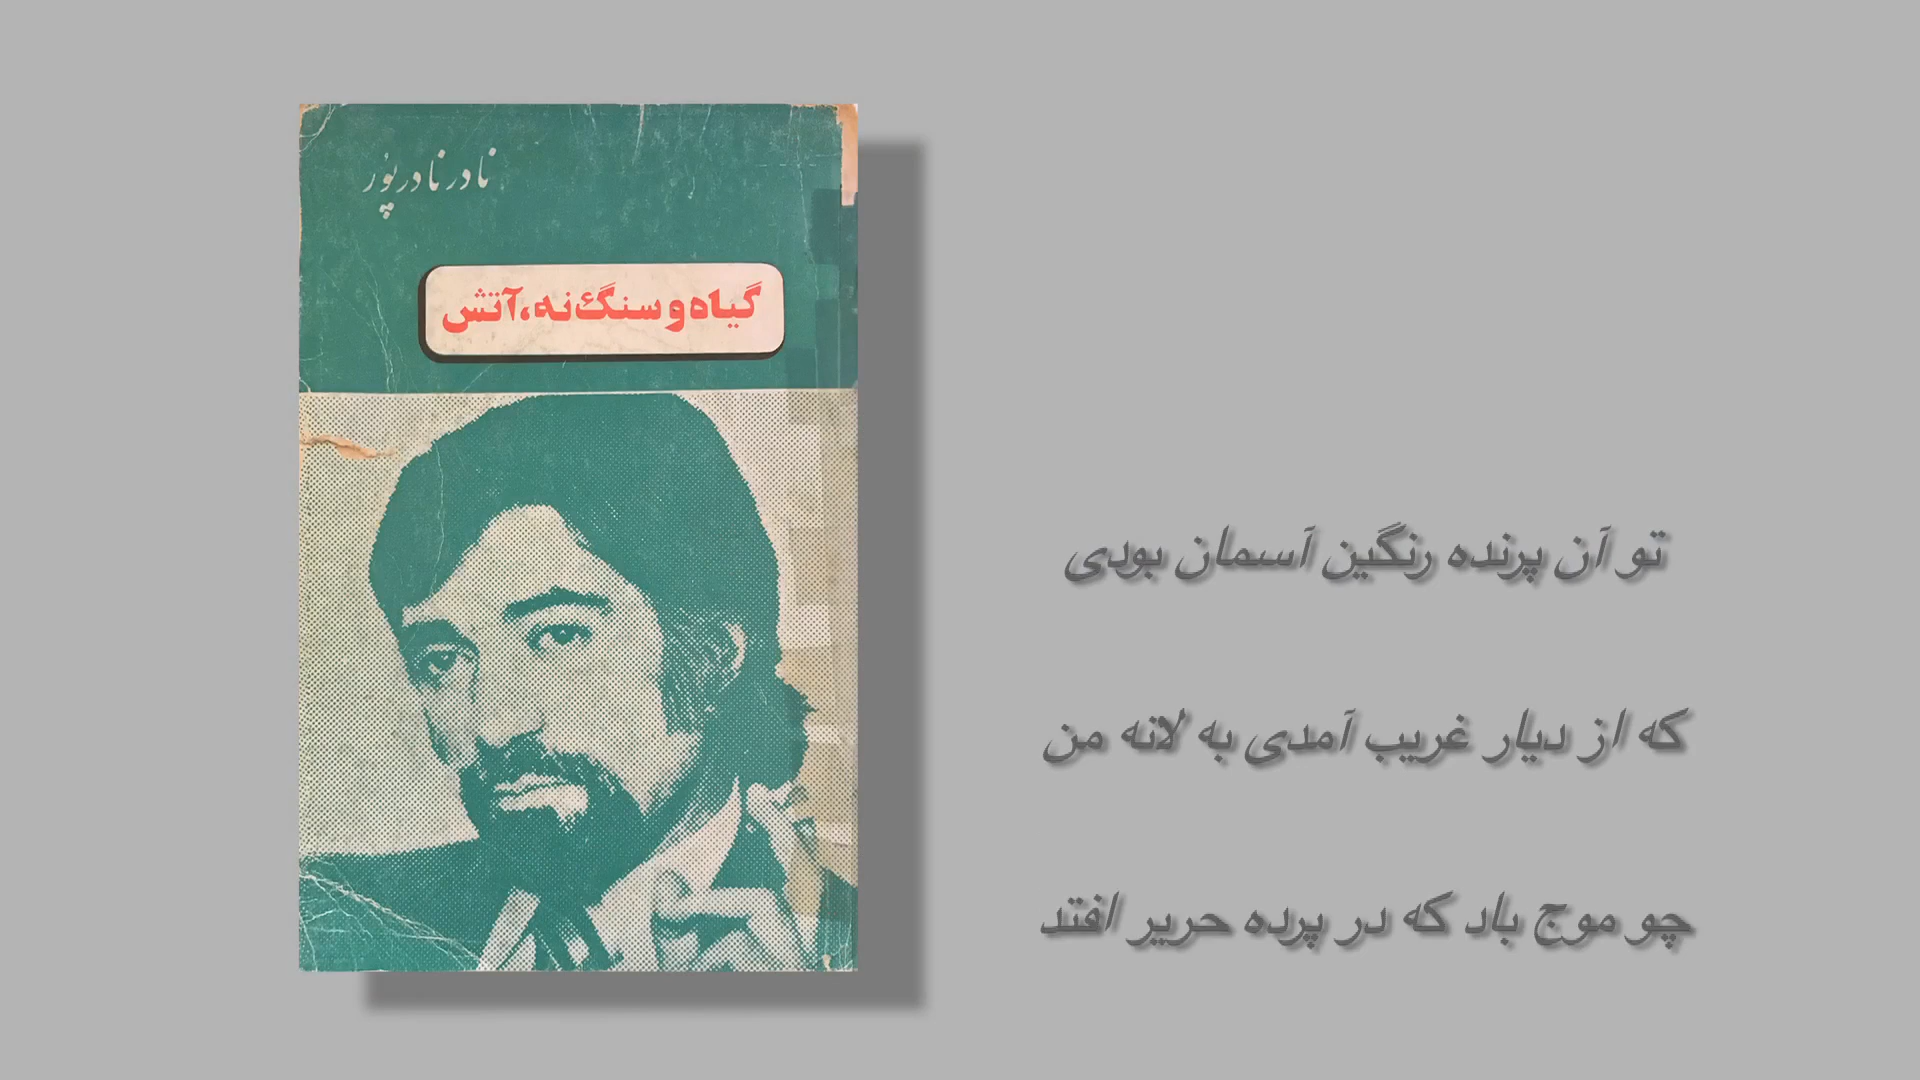 نادر نادرپور
گیاه و سنگ نه، آتش
تو آن پرنده رنگین آسمان بودی
که از دیار غریب آمدی به لانه من
چو موج باد که در پرده حریر افتد